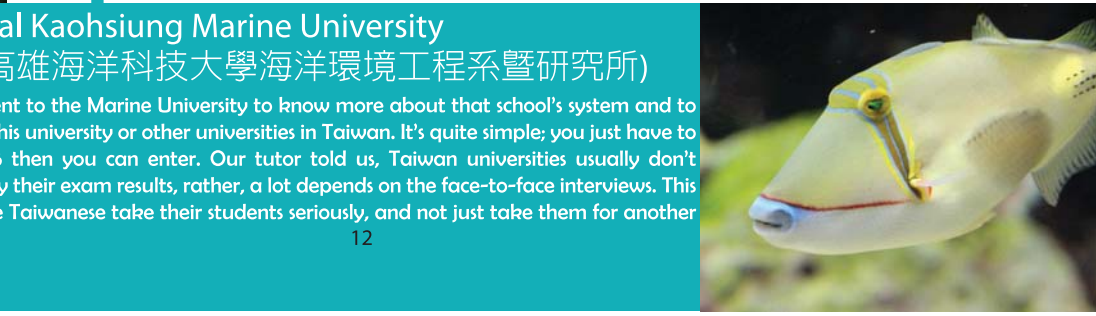 al Kaohsiung Marine University
高雄海洋科技大學海洋環境工程系暨研究所)
ent to the Marine University to know more about that school's system and to
his university or other universities in Taiwan. It's quite simple; you just have to
then you can enter. Our tutor told us, Taiwan universities usually don't
y their exam results, rather, a lot depends on the face-to-face interviews. This
e Taiwanese take their students seriously, and not just take them for another
12